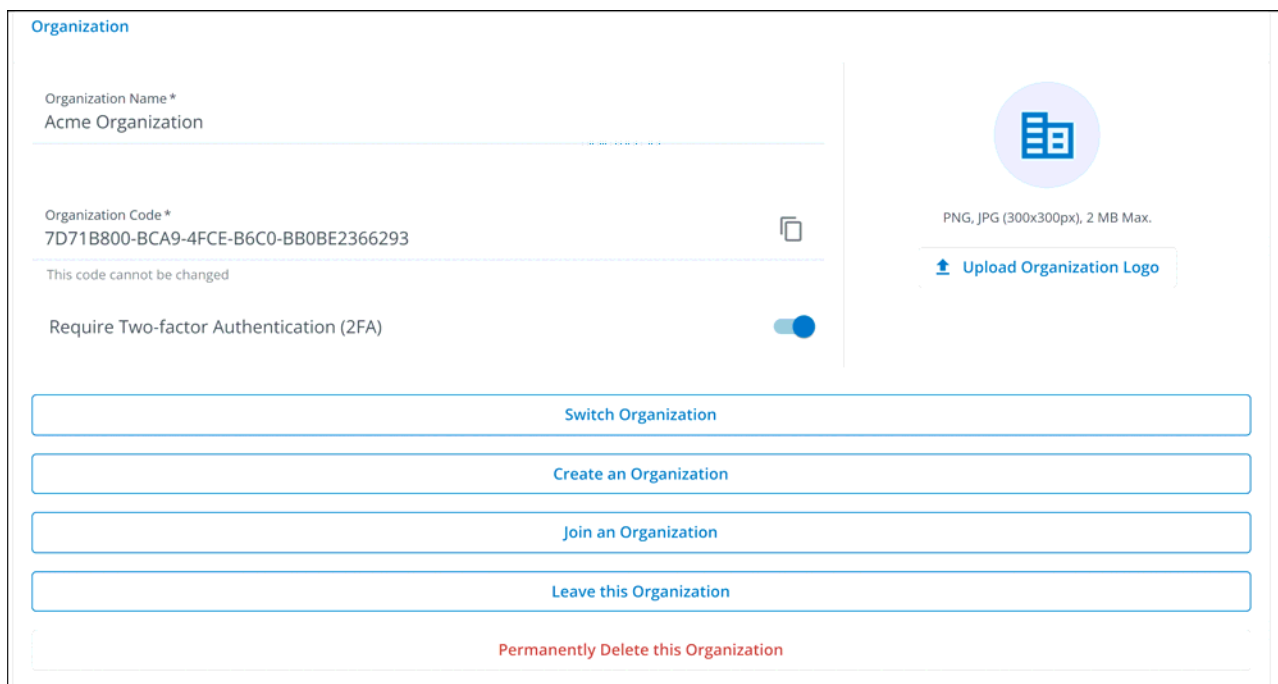 Organization
Organization Name *
Acme Organization
Organization Code *
7D71B800-BCA9-4FCE-B6C0-BB0BE2366293
This code cannot be changed
Require Two-factor Authentication (2FA)
PNG, JPG (300x300px), 2 MB Max.
Upload Organization Logo
Switch Organization
Create an Organization
Join an Organization
Leave this Organization
Permanently Delete this Organization